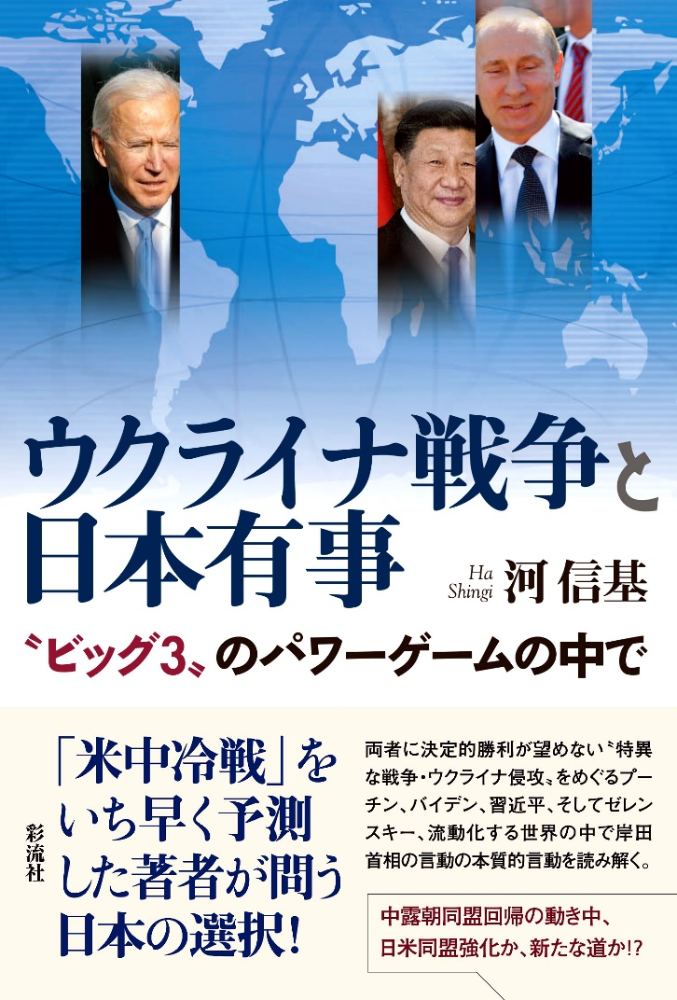 ウクライナ戦争と
日本有事
Ha
Shingi
河 信基
〝ビッグ3〟のパワーゲームの中で
「米中冷戦」を
いち早く予測
した著者が問う
日本の選択!
彩流社
両者に決定的勝利が望めない〝特異
な戦争・ウクライナ侵攻〟をめぐるプー
チン、バイデン、習近平、そしてゼレン
スキー、流動化する世界の中で岸田
首相の言動の本質的言動を読み解く。
中露朝同盟回帰の動き中、
日米同盟強化か、新たな道か!?